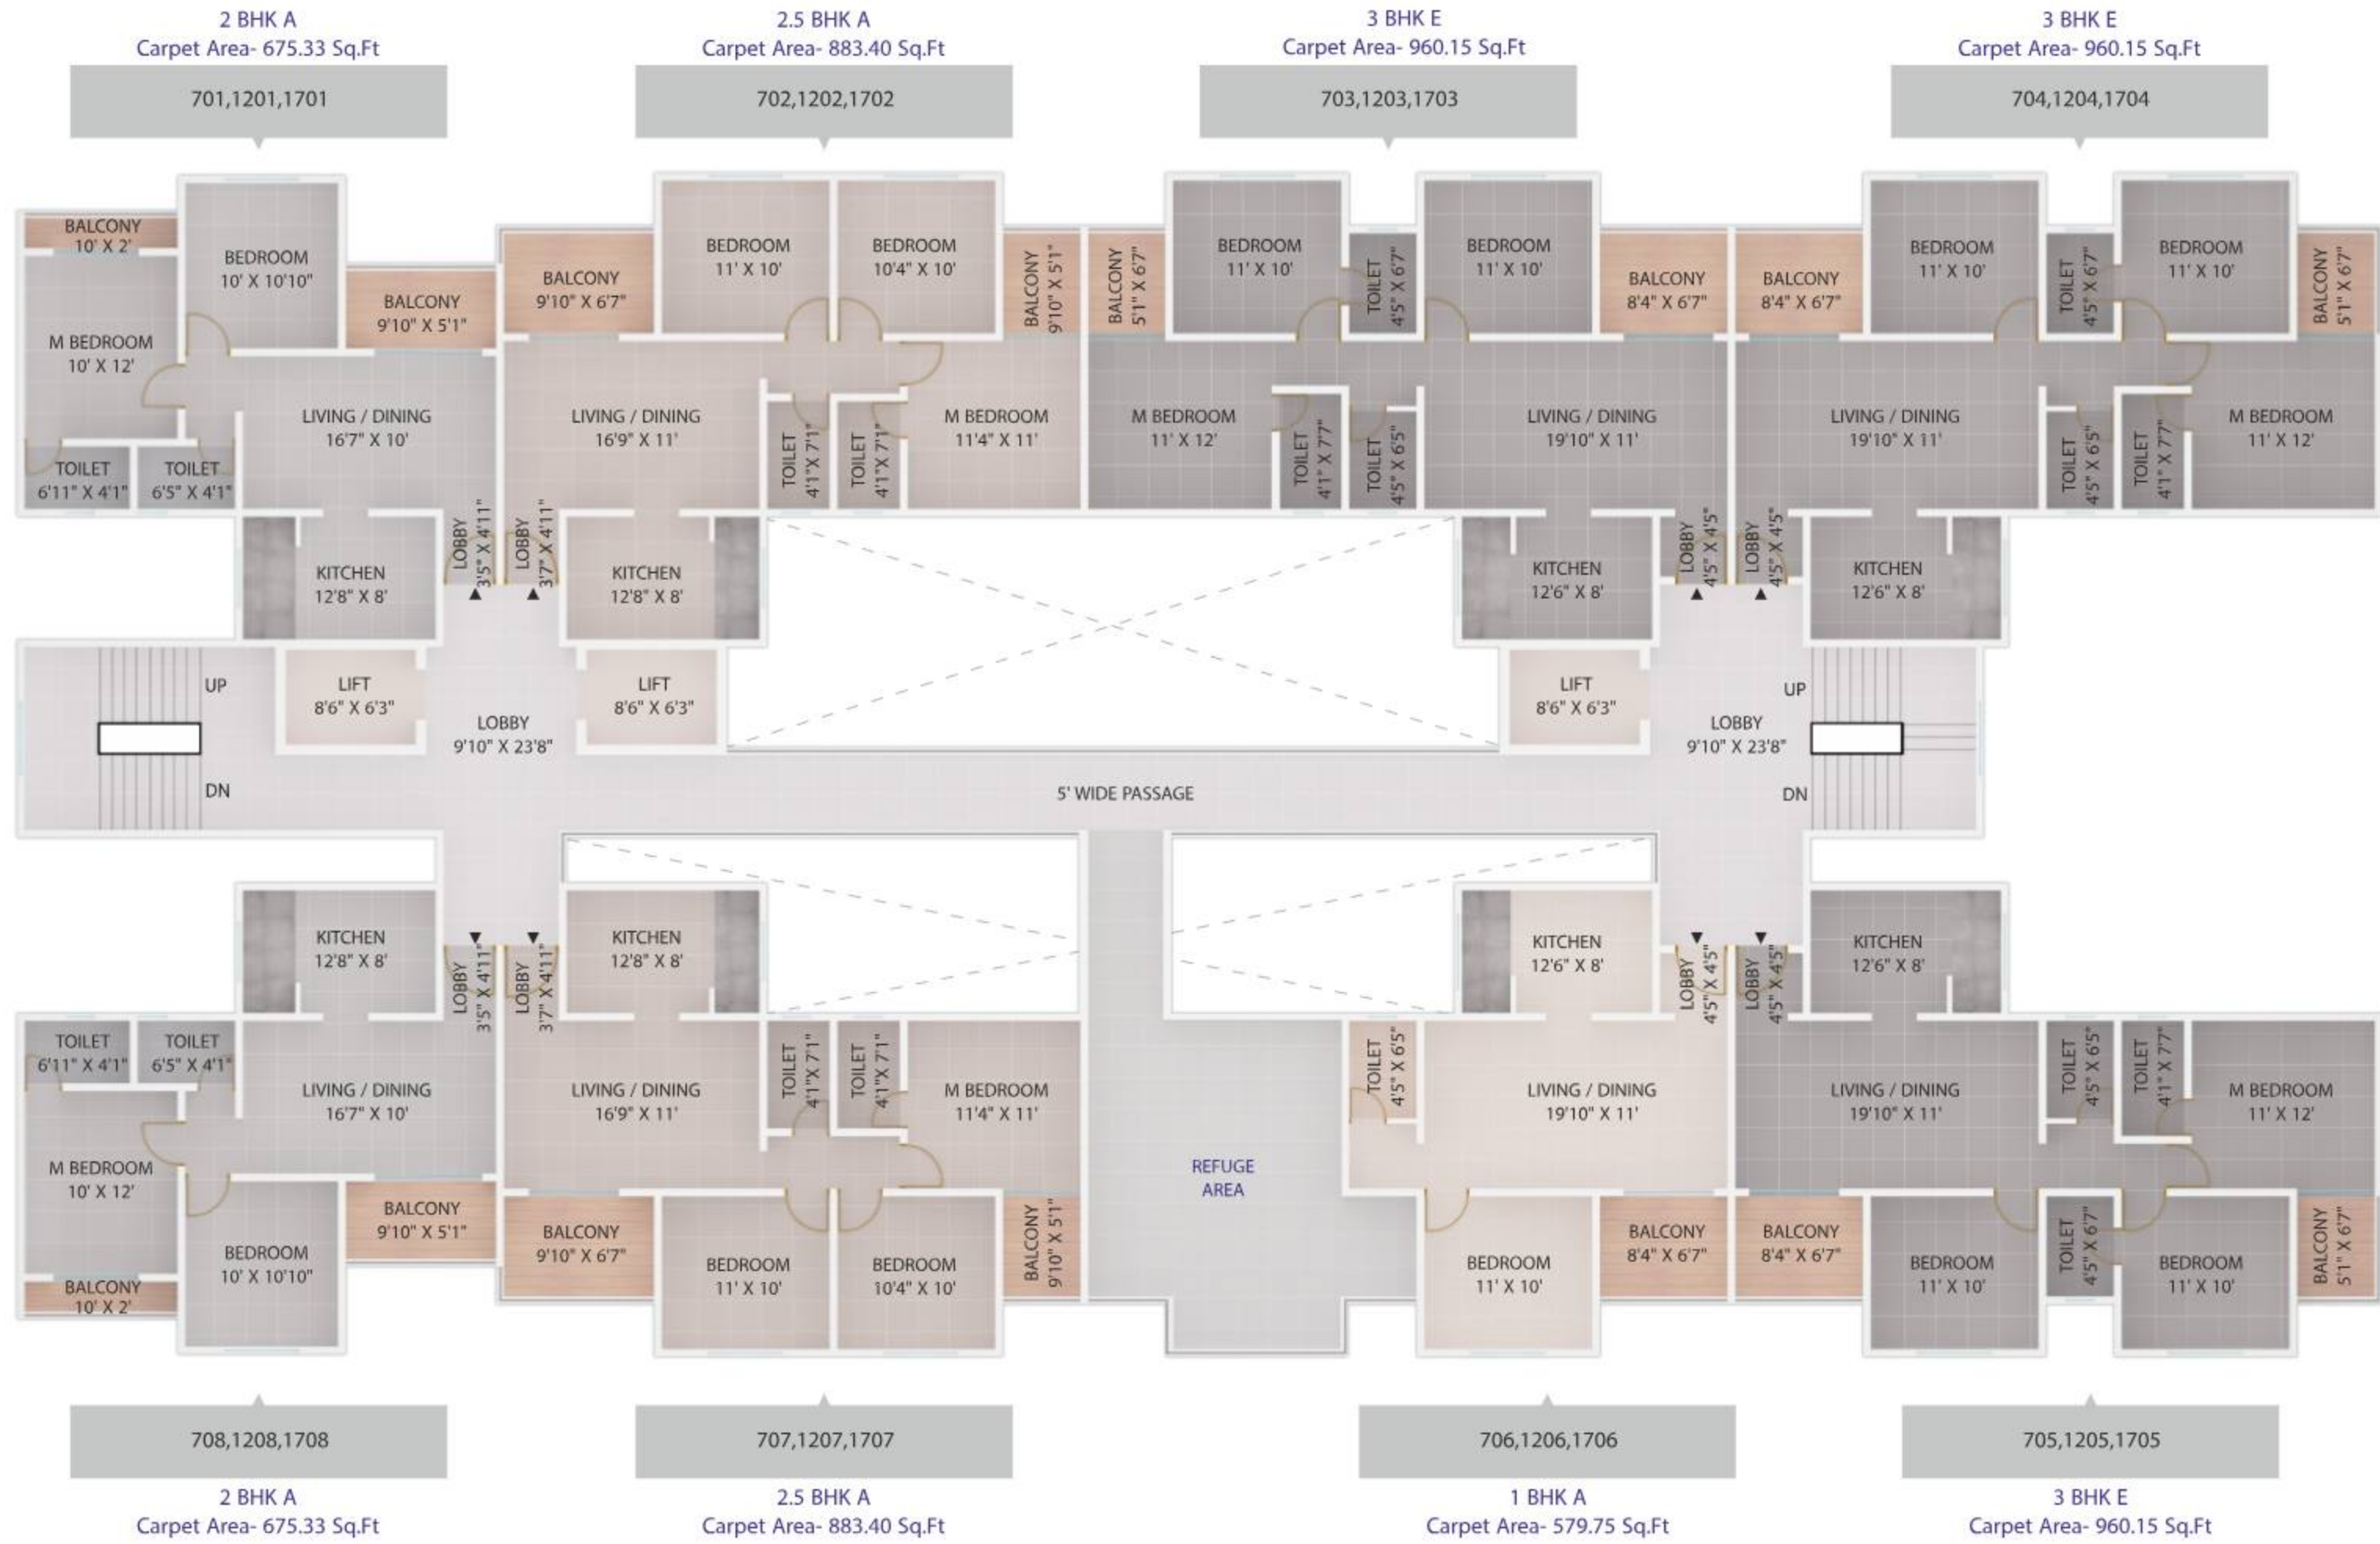 2 BHK A
Carpet Area- 675.33 Sq.Ft
701,1201,1701
2.5 BHK A
Carpet Area- 883.40 Sq.Ft
702,1202,1702
3 BHK E
Carpet Area- 960.15 Sq.Ft
703,1203,1703
3 BHK E
Carpet Area- 960.15 Sq.Ft
704,1204,1704
BALCONY
10' X 2'
BEDROOM
10' X 10'10"
BALCONY
9'10" X 5'1"
M BEDROOM
10' X 12'
LIVING / DINING
16'7" X 10'
TOILET
6'11" X 4'1"
TOILET
6'5" X 4'1"
KITCHEN
12'8" X 8'
LOBBY
3'5" X 4'11"
BALCONY
9'10" X 6'7"
BEDROOM
11' X 10'
BEDROOM
10'4" X 10'
BALCONY
9'10" X 5'1"
LIVING / DINING
16'9" X 11'
TOILET
4'1"X 7'1"
TOILET
4'1"X 7'1"
M BEDROOM
11'4" X 11'
LOBBY
3'7" X 4'11"
KITCHEN
12'8" X 8'
BALCONY
5'1" X 6'7"
BEDROOM
11' X 10'
TOILET
4'5" X 6'7"
BEDROOM
11' X 10'
BALCONY
8'4" X 6'7"
M BEDROOM
11' X 12'
TOILET
4'1" X 7'7"
TOILET
4'5" X 6'5"
LIVING / DINING
19'10" X 11'
KITCHEN
12'6" X 8'
LOBBY
4'5" X 4'5"
BALCONY
8'4" X 6'7"
BEDROOM
11' X 10'
TOILET
4'5" X 6'7"
BEDROOM
11' X 10'
BALCONY
5'1" X 6'7"
LIVING / DINING
19'10" X 11'
TOILET
4'5" X 6'5"
TOILET
4'1" X 7'7"
M BEDROOM
11' X 12'
LOBBY
4'5" X 4'5"
KITCHEN
12'6" X 8'
UP
DN
LIFT
8'6" X 6'3"
LOBBY
9'10" X 23'8"
LIFT
8'6" X 6'3"
5' WIDE PASSAGE
LIFT
8'6" X 6'3"
LOBBY
9'10" X 23'8"
UP
DN
KITCHEN
12'8" X 8'
LOBBY
3'5" X 4'11"
TOILET
6'11" X 4'1"
TOILET
6'5" X 4'1"
LIVING / DINING
16'7" X 10'
M BEDROOM
10' X 12'
BALCONY
9'10" X 5'1"
BEDROOM
10' X 10'10"
BALCONY
10' X 2'
LOBBY
3'7" X 4'11"
KITCHEN
12'8" X 8'
LIVING / DINING
16'9" X 11'
TOILET
4'1"X 7'1"
TOILET
4'1"X 7'1"
M BEDROOM
11'4" X 11'
BALCONY
9'10" X 6'7"
BEDROOM
11' X 10'
BEDROOM
10'4" X 10'
BALCONY
9'10" X 5'1"
REFUGE
AREA
KITCHEN
12'6" X 8'
LOBBY
4'5" X 4'5"
TOILET
4'5" X 6'5"
LIVING / DINING
19'10" X 11'
BEDROOM
11' X 10'
BALCONY
8'4" X 6'7"
LOBBY
4'5" X 4'5"
KITCHEN
12'6" X 8'
LIVING / DINING
19'10" X 11'
TOILET
4'5" X 6'5"
TOILET
4'1" X 7'7"
M BEDROOM
11' X 12'
BALCONY
8'4" X 6'7"
BEDROOM
11' X 10'
TOILET
4'5" X 6'7"
BEDROOM
11' X 10'
BALCONY
5'1" X 6'7"
708,1208,1708
2 BHK A
Carpet Area- 675.33 Sq.Ft
707,1207,1707
2.5 BHK A
Carpet Area- 883.40 Sq.Ft
706,1206,1706
1 BHK A
Carpet Area- 579.75 Sq.Ft
705,1205,1705
3 BHK E
Carpet Area- 960.15 Sq.Ft